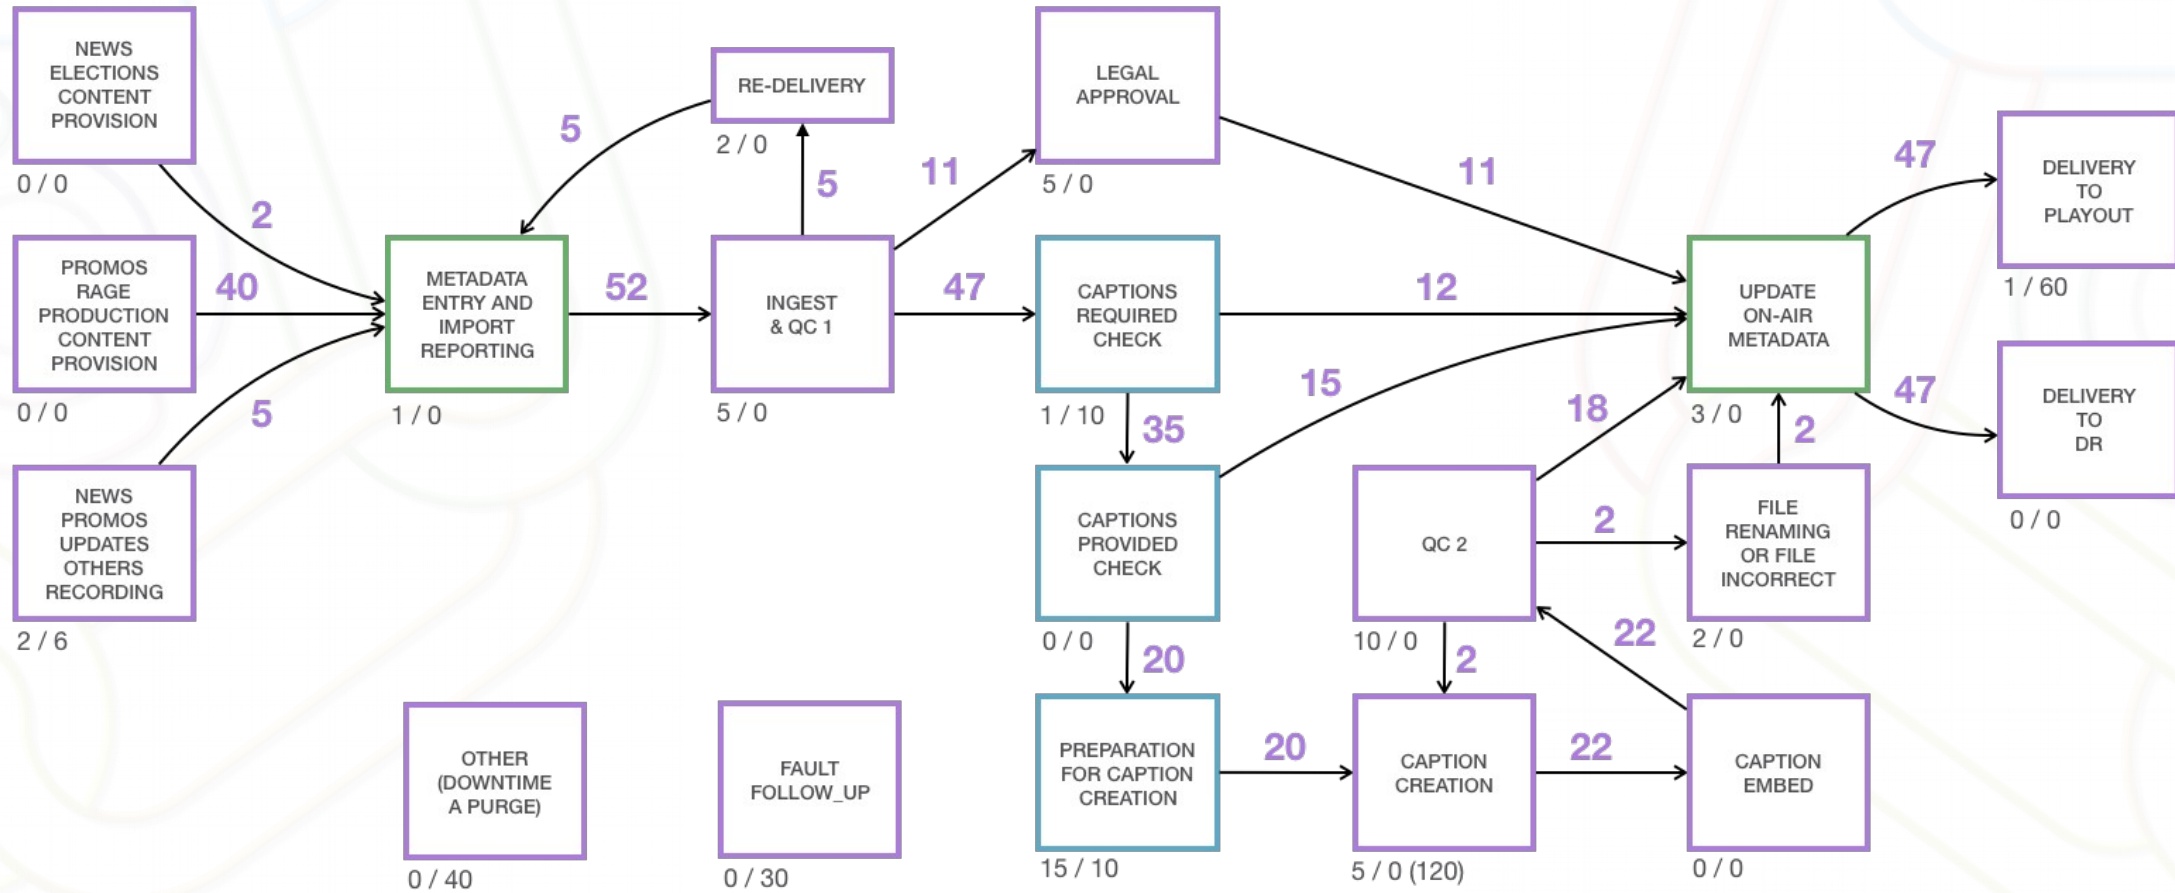 NEWS
ELECTIONS
CONTENT
PROVISION
0 / 0
2
PROMOS
RAGE
PRODUCTION
CONTENT
PROVISION
0 / 0
40
NEWS
PROMOS
UPDATES
OTHERS
RECORDING
2 / 6
5
METADATA
ENTRY AND
IMPORT
REPORTING
1 / 0
52
RE-DELIVERY
2 / 0
5
5
INGEST
& QC 1
5 / 0
11
47
LEGAL
APPROVAL
5 / 0
11
CAPTIONS
REQUIRED
CHECK
1 / 10
12
35
CAPTIONS
PROVIDED
CHECK
0 / 0
15
20
PREPARATION
FOR CAPTION
CREATION
15 / 10
20
QC 2
10 / 0
18
2
2
CAPTION
CREATION
5 / 0 (120)
22
CAPTION
EMBED
0 / 0
22
FILE
RENAMING
OR FILE
INCORRECT
2 / 0
2
UPDATE
ON-AIR
METADATA
3 / 0
47
47
DELIVERY
TO
PLAYOUT
1 / 60
DELIVERY
TO
DR
0 / 0
OTHER
(DOWNTIME
A PURGE)
0 / 40
FAULT
FOLLOW_UP
0 / 30